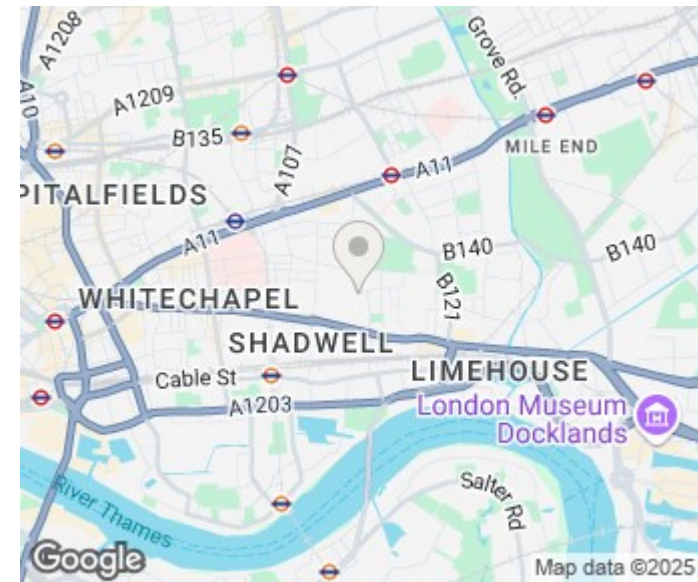 A1208
A10
A1209
B135
A107
Grove Rd.
MILE END
A11
PITALFIELDS
A11
B140
B140
B121
WHITECHAPEL
SHADWELL
LIMEHOUSE
Cable St
A1203
London Museum
Docklands
River Thames
Salter Rd
Google
Map data ©2025